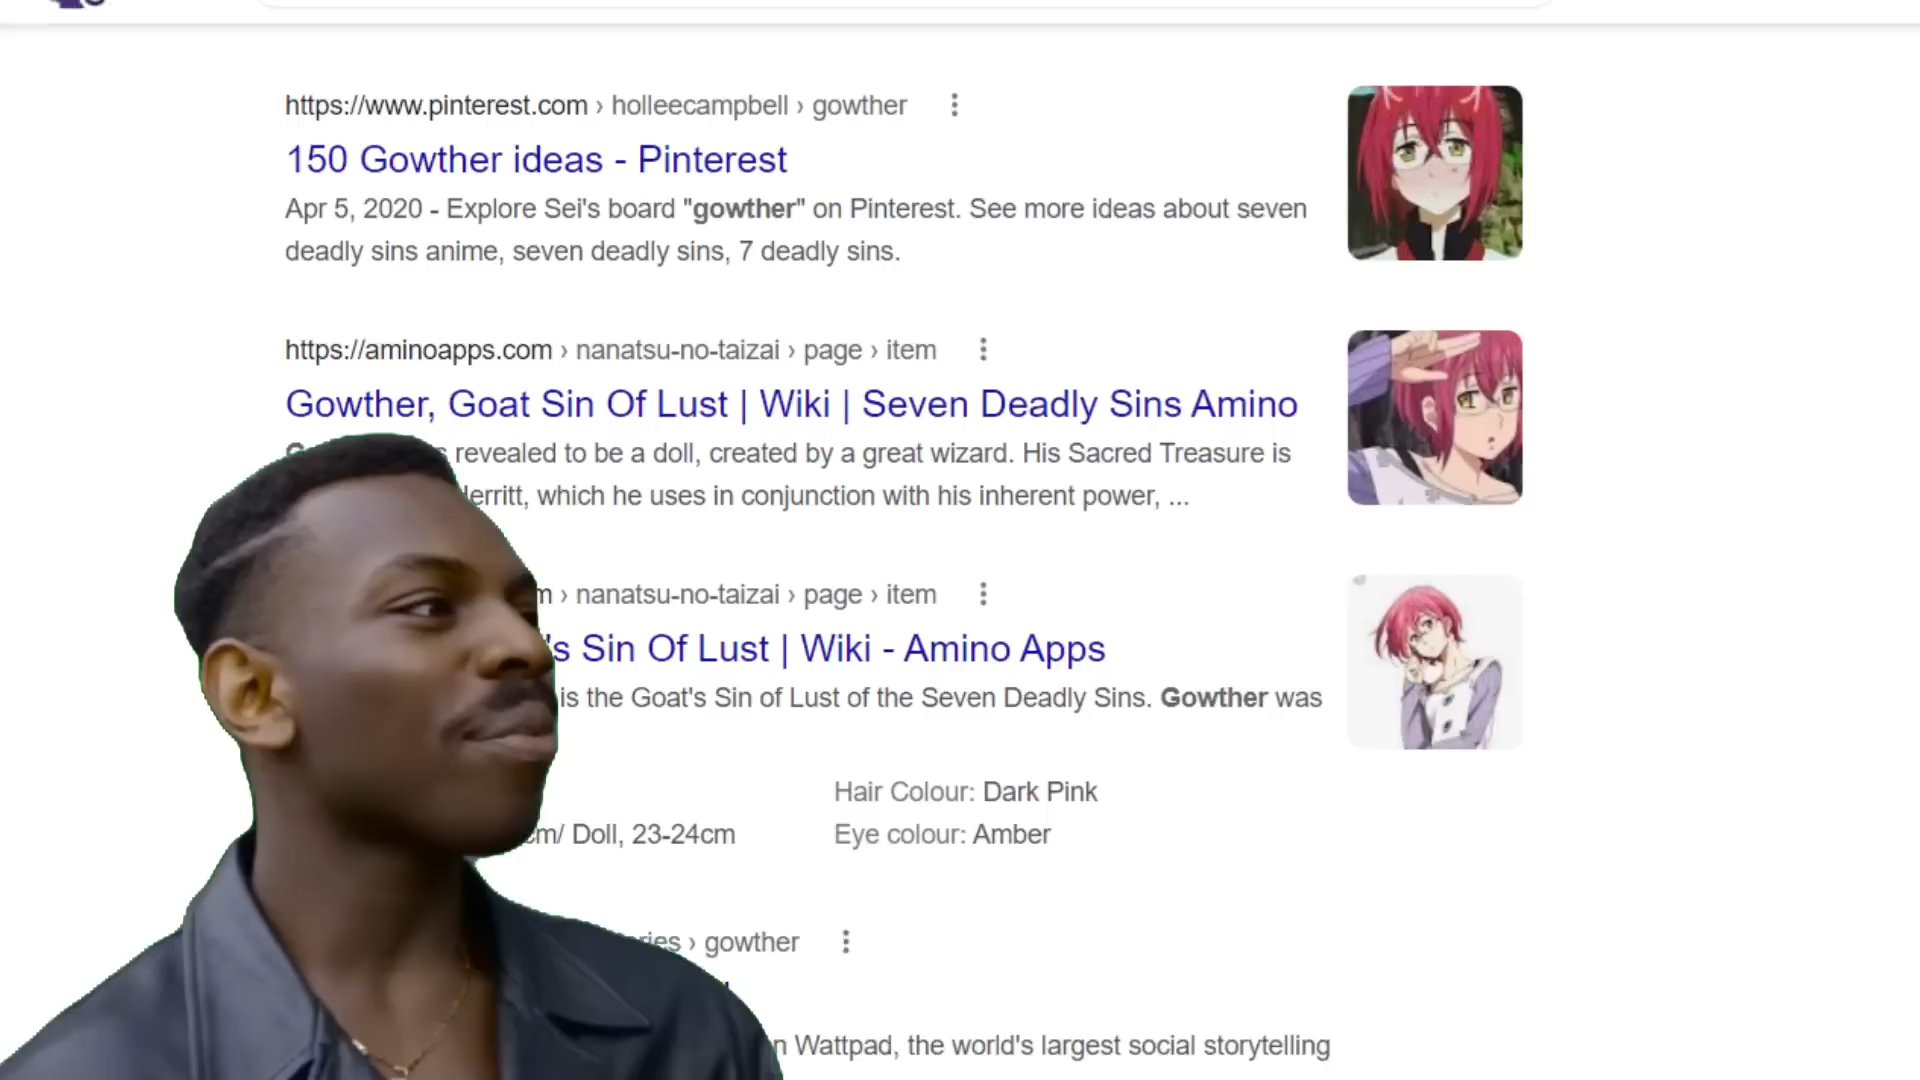 https://www.pinterest.com › holleecampbell › gowther
150 Gowther ideas - Pinterest
Apr 5, 2020 - Explore Sei's board "gowther" on Pinterest. See more ideas about seven
deadly sins anime, seven deadly sins, 7 deadly sins.
https://aminoapps.com › nanatsu-no-taizai › page › item
Gowther, Goat Sin Of Lust | Wiki | Seven Deadly Sins Amino
revealed to be a doll, created by a great wizard. His Sacred Treasure is
which he uses in conjunction with his inherent power, ...
› nanatsu-no-taizai › page › item
's Sin Of Lust | Wiki - Amino Apps
is the Goat's Sin of Lust of the Seven Deadly Sins. Gowther was
Hair Colour: Dark Pink
cm/ Doll, 23-24cm
Eye colour: Amber
› gowther
Wattpad, the world's largest social storytelling